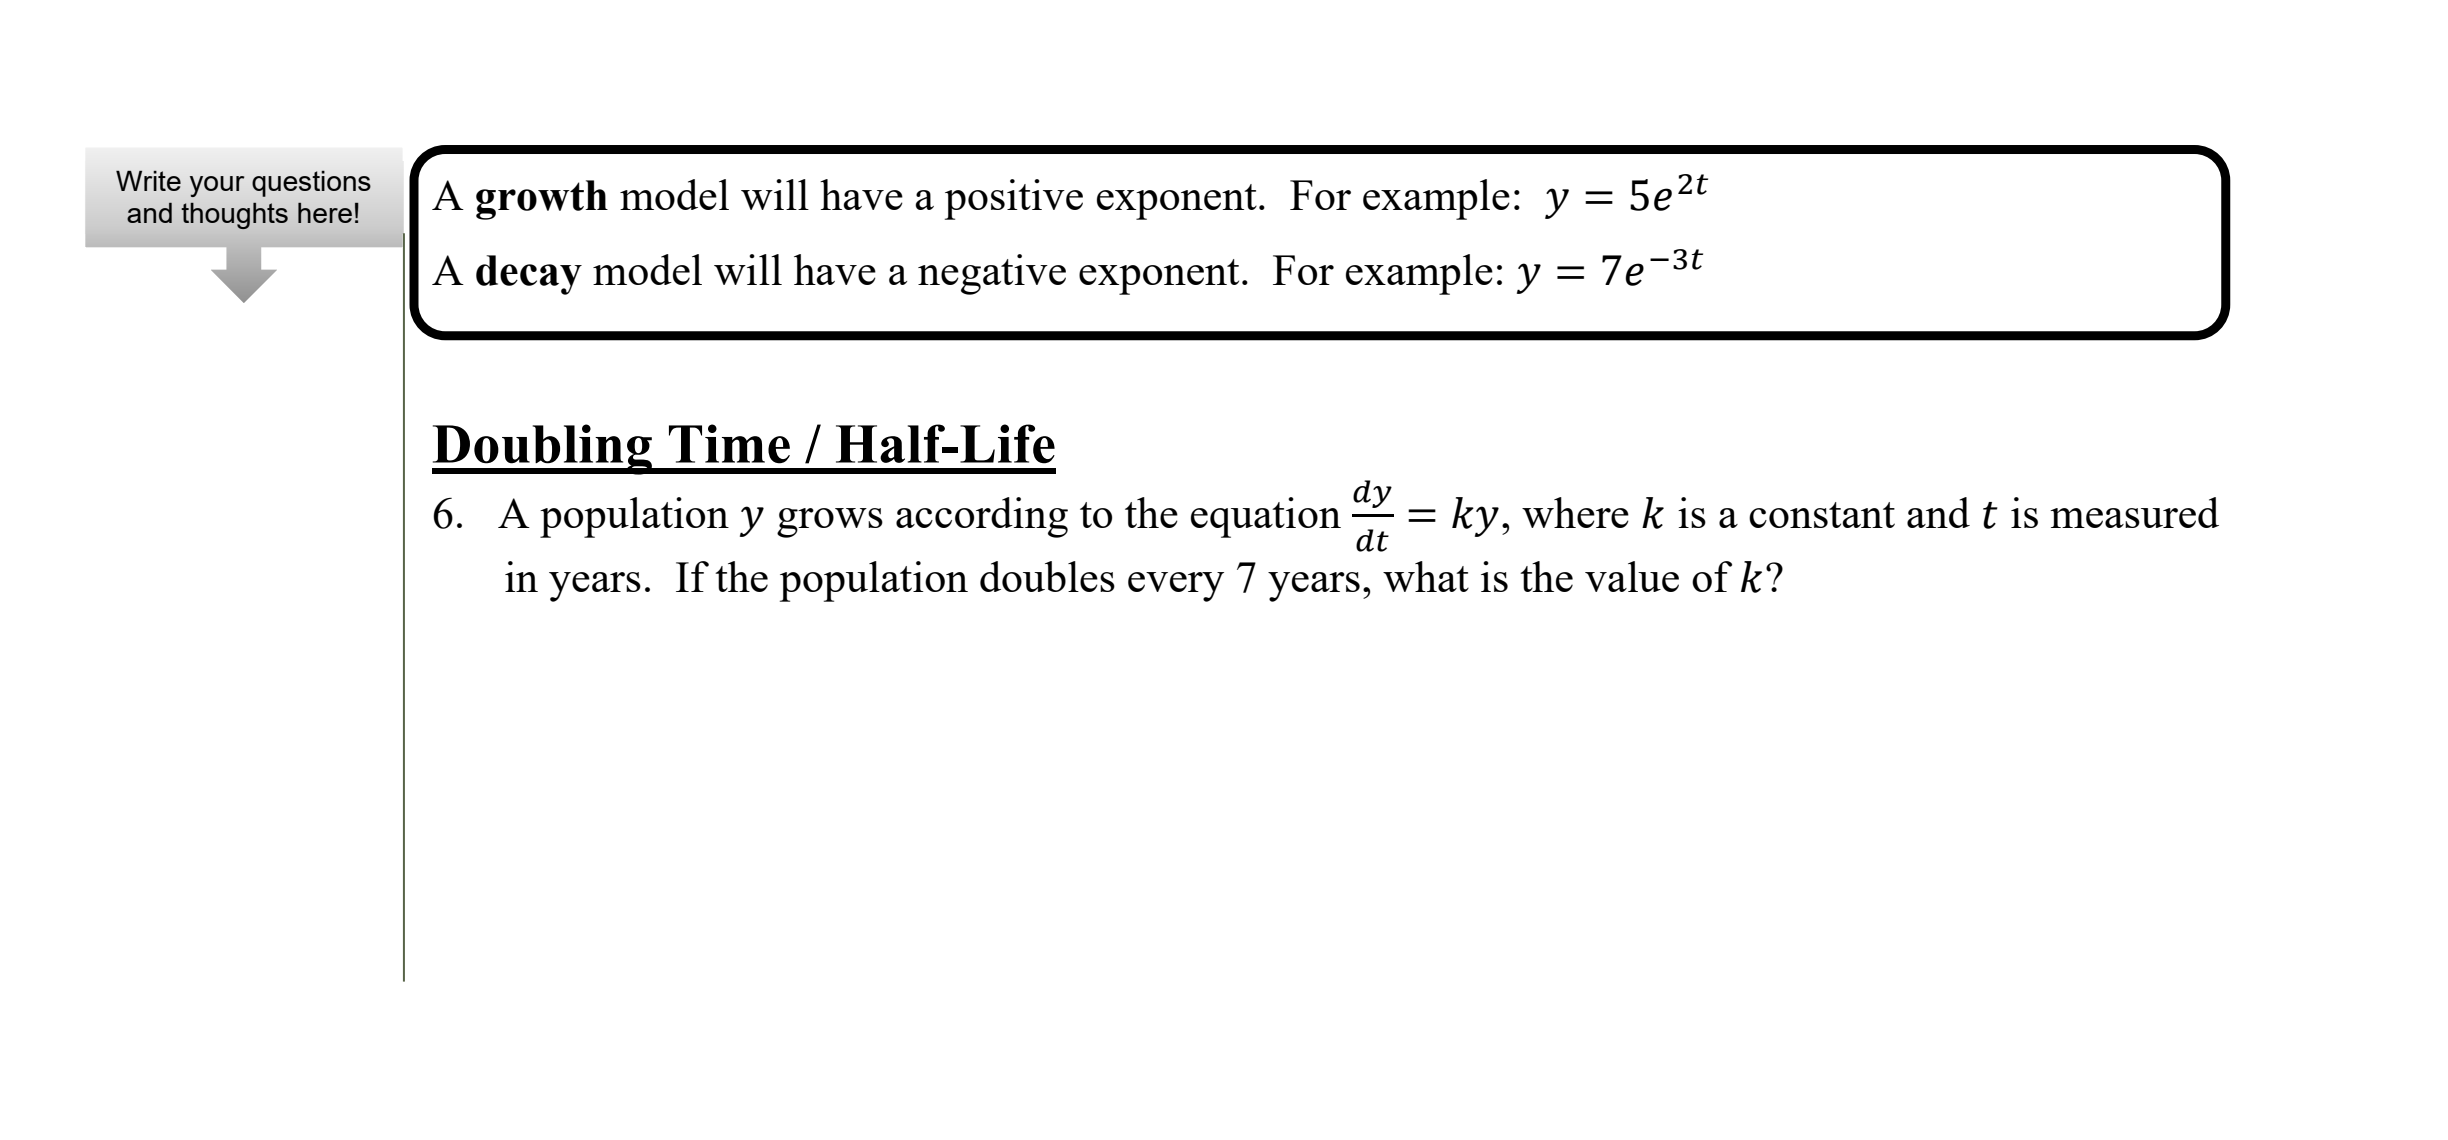 Write your questions
and thoughts here!
A growth model will have a positive exponent. For example: y = 5e^{2t}
A decay model will have a negative exponent. For example: y = 7e^{−3t}
Doubling Time / Half-Life
6. A population y grows according to the equation dy/dt = ky, where k is a constant and t is measured
in years. If the population doubles every 7 years, what is the value of k?